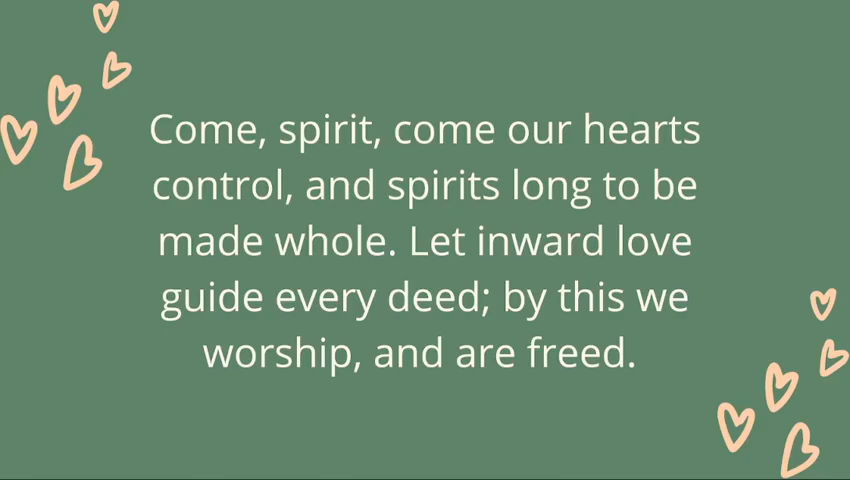 Come, spirit, come our hearts
control, and spirits long to be
made whole. Let inward love
guide every deed; by this we
worship, and are freed.